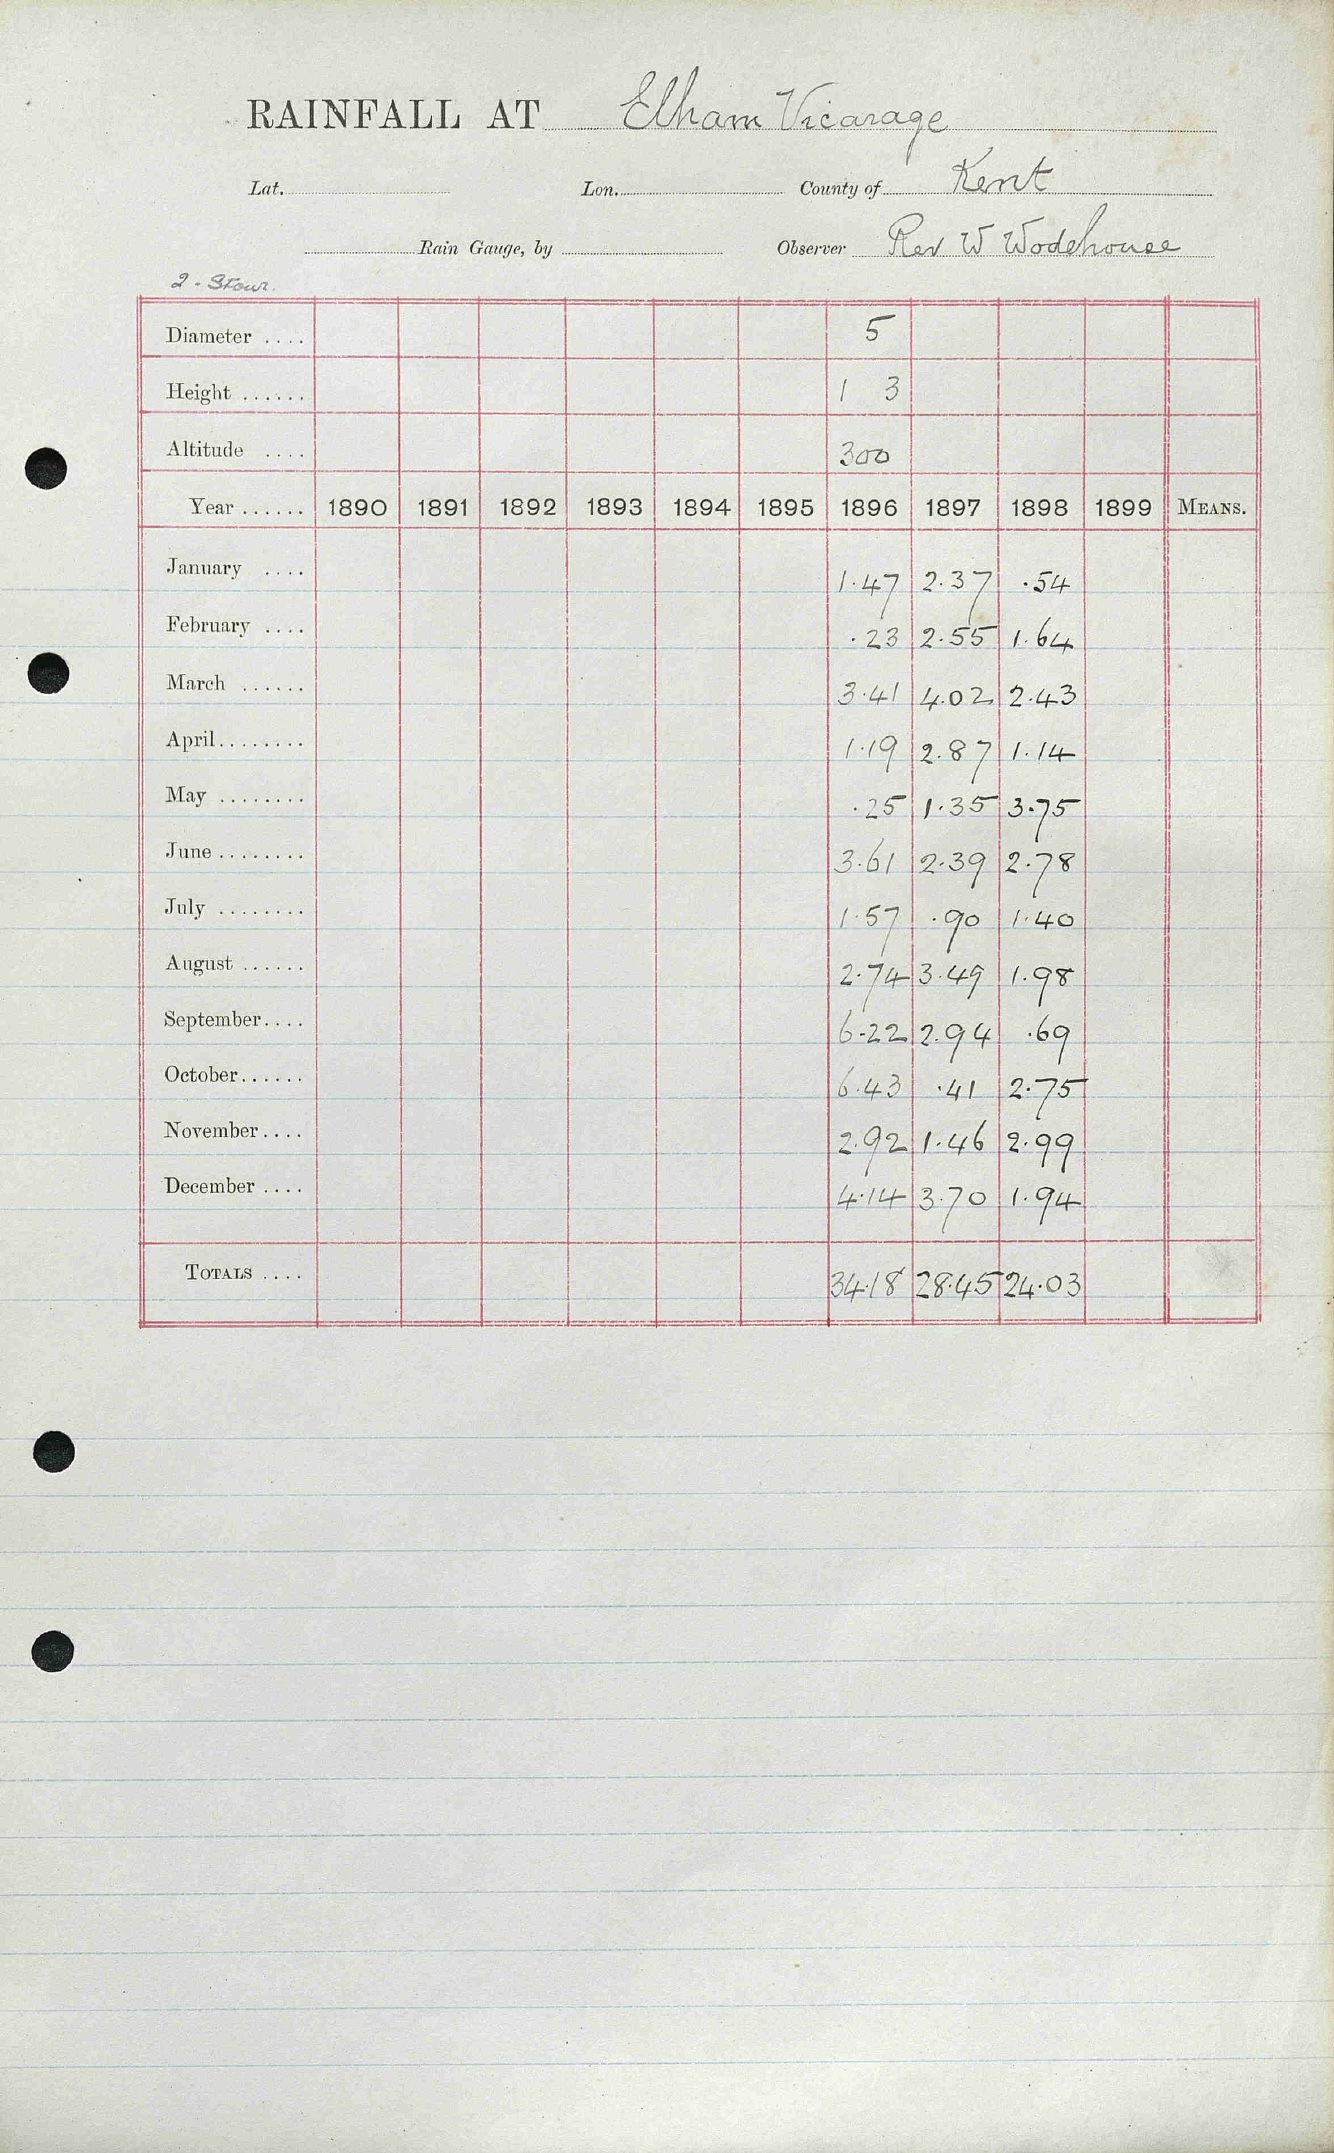 RAINFALL AT Elham Vicarage
Lat. Lon. County of Kent
Rain Gauge, by Observer Rev W Wodehouse
2 - Stour.
Diameter .... 5
Height ...... 1 3
Altitude .... 300
Year ...... 1890 1891 1892 1893 1894 1895 1896 1897 1898 1899 MEANS.
January .... 1.47 2.37 .54
February .... .23 2.55 1.64
March ...... 3.41 4.02 2.43
April........ 1.19 2.87 1.14
May ........ .25 1.35 3.75
June ........ 3.61 2.39 2.78
July ........ 1.57 .90 1.40
August ...... 2.74 3.49 1.98
September.... 6.22 2.94 .69
October...... 6.43 .41 2.75
November.... 2.92 1.46 2.99
December .... 4.14 3.70 1.94
TOTALS .... 34.18 28.45 24.03